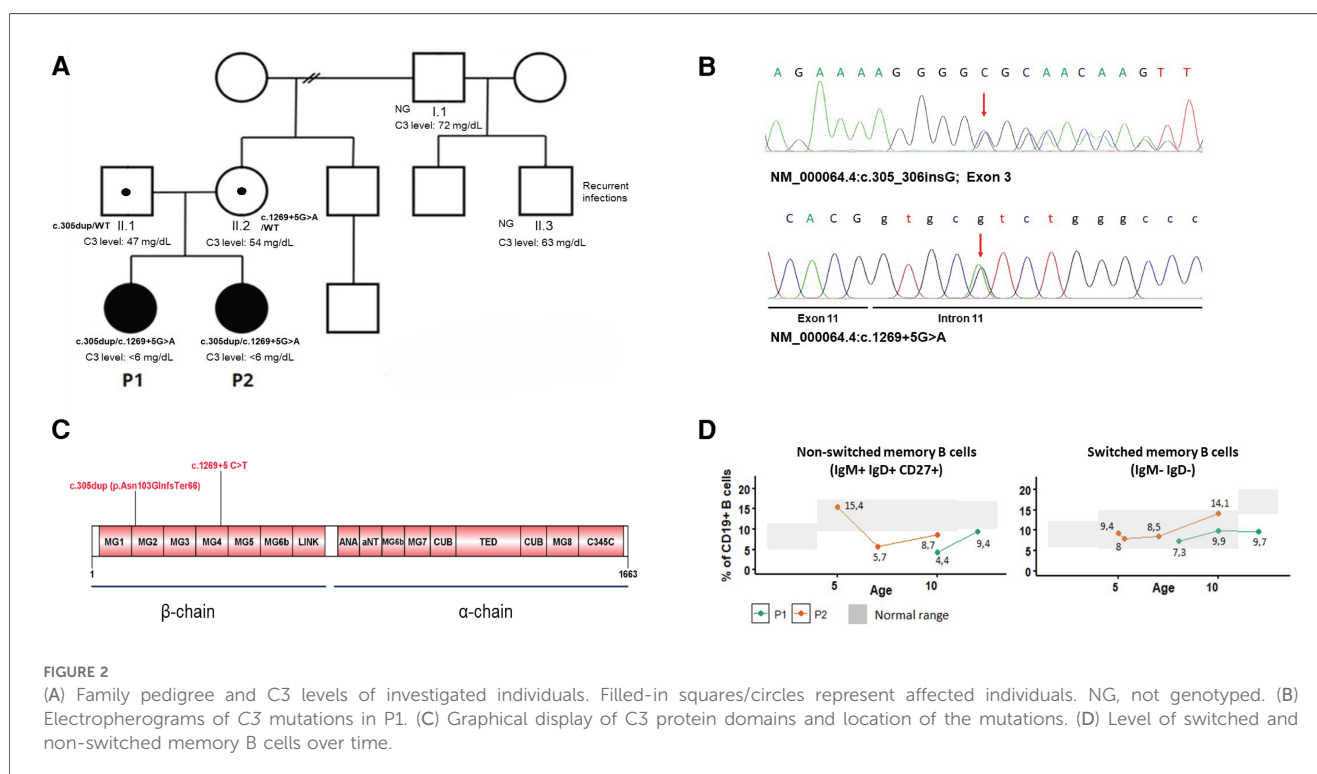 A
NG
I.1
C3 level: 72 mg/dL
II.1
c.305dup/WT
C3 level: 47 mg/dL
II.2
c.1269+5G>A
/WT
C3 level: 54 mg/dL
NG
II.3
C3 level: 63 mg/dL
Recurrent
infections
c.305dup/c.1269+5G>A
C3 level: <6 mg/dL
P1
c.305dup/c.1269+5G>A
C3 level: <6 mg/dL
P2
B
A G A A A A G G G G C G C A A C A A G T T
NM_000064.4:c.305_306insG; Exon 3
C A C G g t g c g t c t g g g c c c
Exon 11
Intron 11
NM_000064.4:c.1269+5G>A
C
c.1269+5 C>T
c.305dup (p.Asn103GlnfsTer66)
MG1 MG2 MG3 MG4 MG5 MG6b LINK ANA aNT MG6b MG7 CUB TED CUB MG8 C345C
1 1663
β-chain α-chain
D
Non-switched memory B cells
(IgM+ IgD+ CD27+)
% of CD19+ B cells
20
15
10
5
0
15,4
5,7
8,7
4,4
9,4
5 Age 10
Switched memory B cells
(IgM- IgD-)
20
15
10
5
0
9,4
8
8,5
7,3
14,1
9,9
9,7
5 Age 10
P1 P2 Normal range
FIGURE 2
(A) Family pedigree and C3 levels of investigated individuals. Filled-in squares/circles represent affected individuals. NG, not genotyped. (B)
Electropherograms of C3 mutations in P1. (C) Graphical display of C3 protein domains and location of the mutations. (D) Level of switched and
non-switched memory B cells over time.